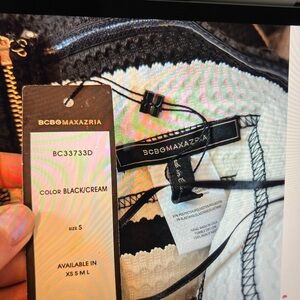 BCBGMAXAZRIA
BC33733D
COLOR BLACK/CREAM
SIZE S
AVAILABLE IN
XS S M L
BCBGMAXAZRIA